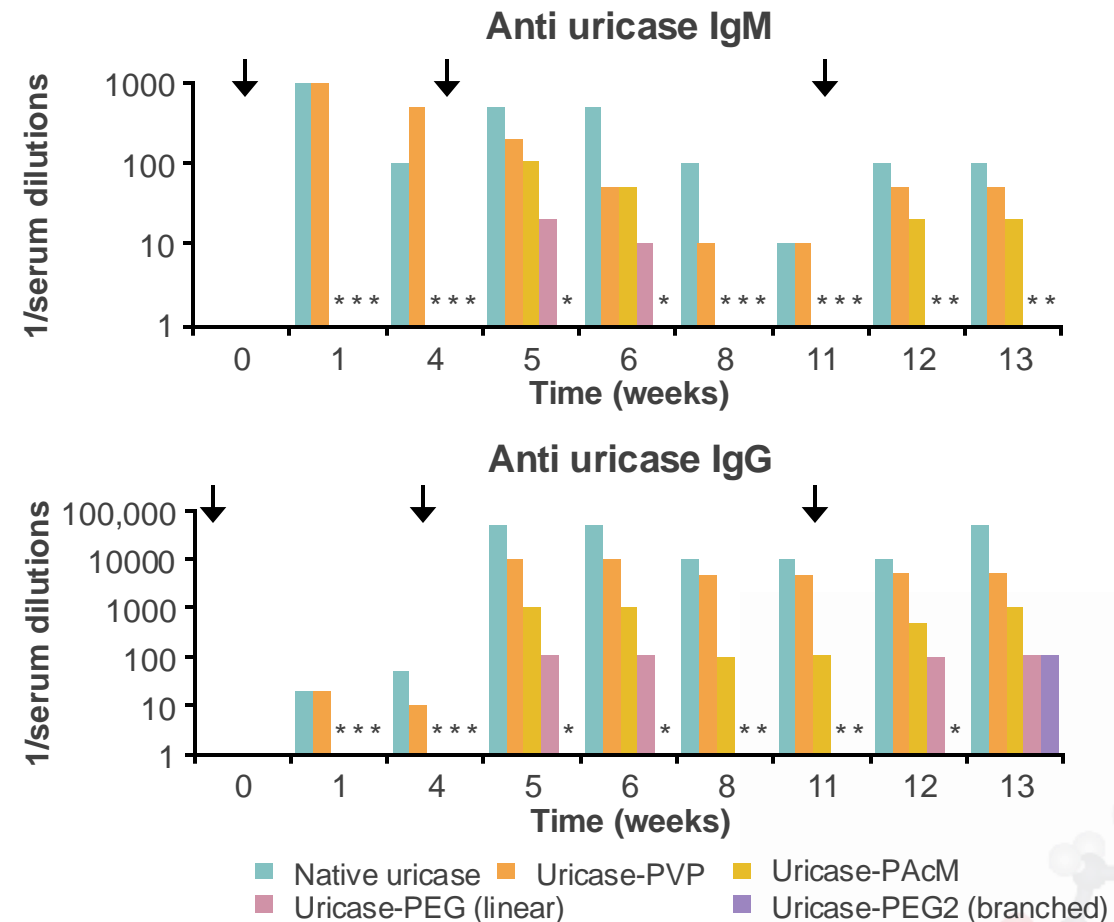 Anti uricase IgM
1/serum dilutions
1000
100
10
1
* * * * * * * * * * * * * * * * * *
0 1 4 5 6 8 11 12 13
Time (weeks)
Anti uricase IgG
1/serum dilutions
100,000
10000
1000
100
10
1
* * * * * * * * * * * * *
0 1 4 5 6 8 11 12 13
Time (weeks)
Native uricase Uricase-PVP Uricase-PAcM
Uricase-PEG (linear) Uricase-PEG2 (branched)